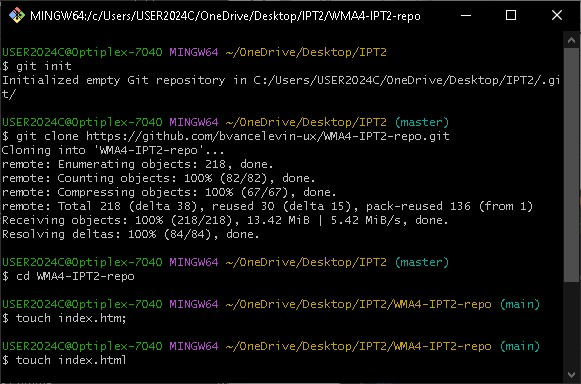 MINGW64:/c/Users/USER2024C/OneDrive/Desktop/IPT2/WMA4-IPT2-repo
USER2024C@Optiplex-7040 MINGW64 ~/OneDrive/Desktop/IPT2
$ git init
Initialized empty Git repository in C:/Users/USER2024C/OneDrive/Desktop/IPT2/.gi
t/
USER2024C@Optiplex-7040 MINGW64 ~/OneDrive/Desktop/IPT2 (master)
$ git clone https://github.com/bvancelevin-ux/WMA4-IPT2-repo.git
Cloning into 'WMA4-IPT2-repo'...
remote: Enumerating objects: 218, done.
remote: Counting objects: 100% (82/82), done.
remote: Compressing objects: 100% (67/67), done.
remote: Total 218 (delta 38), reused 30 (delta 15), pack-reused 136 (from 1)
Receiving objects: 100% (218/218), 13.42 MiB | 5.42 MiB/s, done.
Resolving deltas: 100% (84/84), done.
USER2024C@Optiplex-7040 MINGW64 ~/OneDrive/Desktop/IPT2 (master)
$ cd WMA4-IPT2-repo
USER2024C@Optiplex-7040 MINGW64 ~/OneDrive/Desktop/IPT2/WMA4-IPT2-repo (main)
$ touch index.htm;
USER2024C@Optiplex-7040 MINGW64 ~/OneDrive/Desktop/IPT2/WMA4-IPT2-repo (main)
$ touch index.html